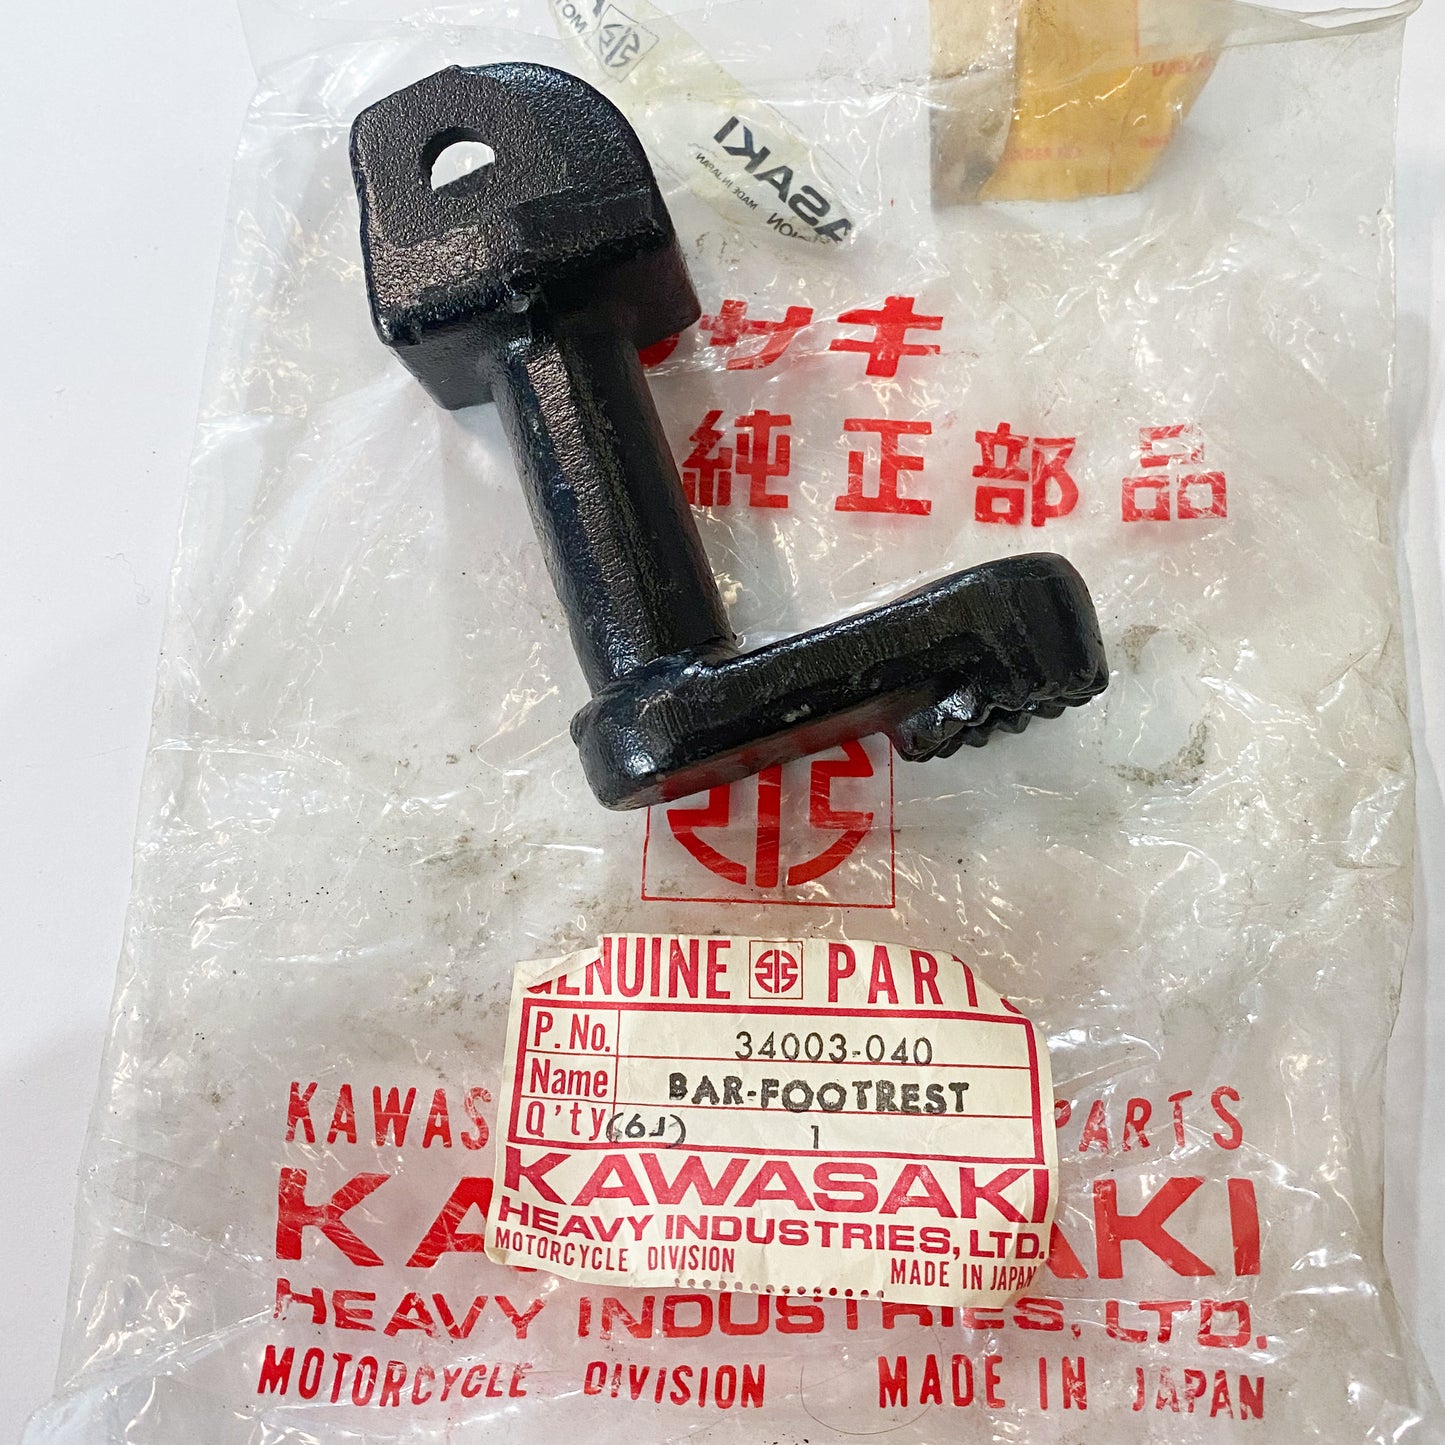 ASAKI
MADE IN JAPAN
サキ
純正部品
GENUINE PARTS
P. No. 34003-040
Name BAR-FOOTREST
Q'ty (6J) 1
KAWASAKI
HEAVY INDUSTRIES, LTD.
MOTORCYCLE DIVISION MADE IN JAPAN
KAWAS PARTS
KA AKI
HEAVY INDUSTRIES, LTD.
MOTORCYCLE DIVISION MADE IN JAPAN